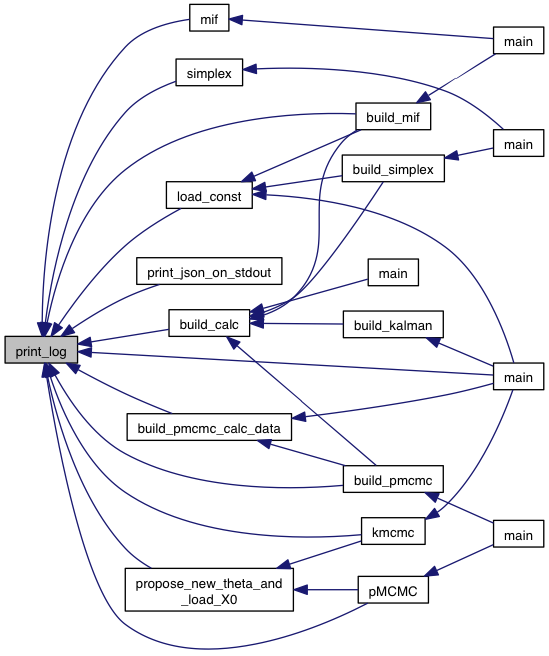 mif
main
simplex
build_mif
main
build_simplex
load_const
print_json_on_stdout
main
build_calc
build_kalman
print_log
main
build_pmcmc_calc_data
build_pmcmc
kmcmc
main
propose_new_theta_and
_load_X0
pMCMC